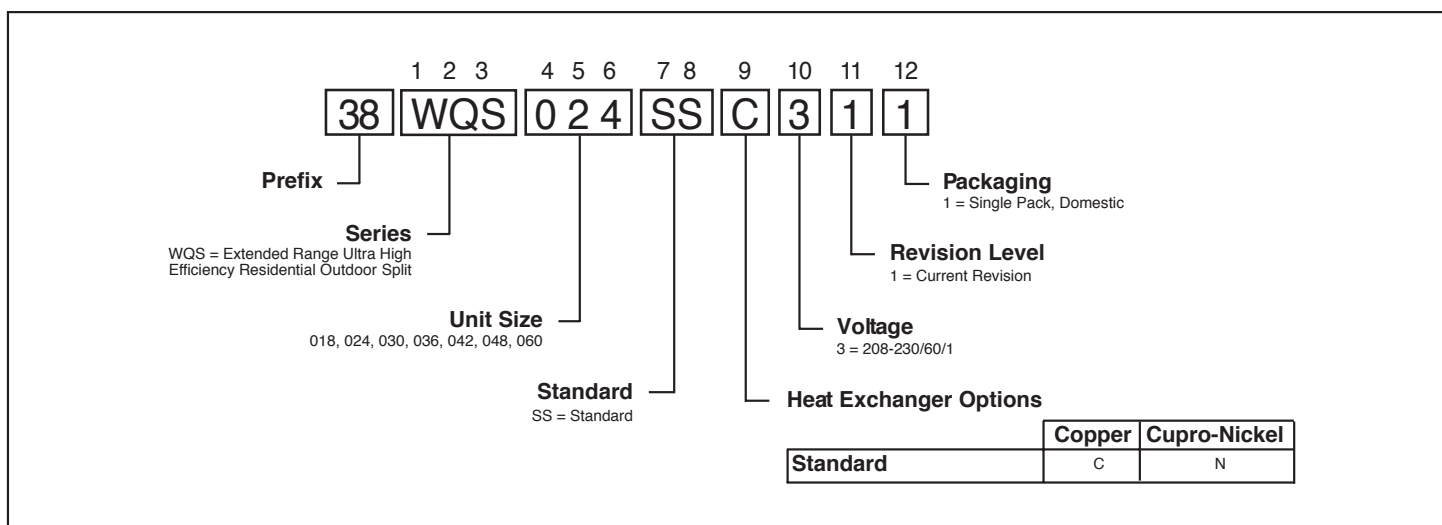 1 2 3 4 5 6 7 8 9 10 11 12
38 WQS 024 SS C 3 1 1
Prefix
Series
WQS = Extended Range Ultra High
Efficiency Residential Outdoor Split
Unit Size
018, 024, 030, 036, 042, 048, 060
Standard
SS = Standard
Packaging
1 = Single Pack, Domestic
Revision Level
1 = Current Revision
Voltage
3 = 208-230/60/1
Heat Exchanger Options
Copper Cupro-Nickel
Standard C N